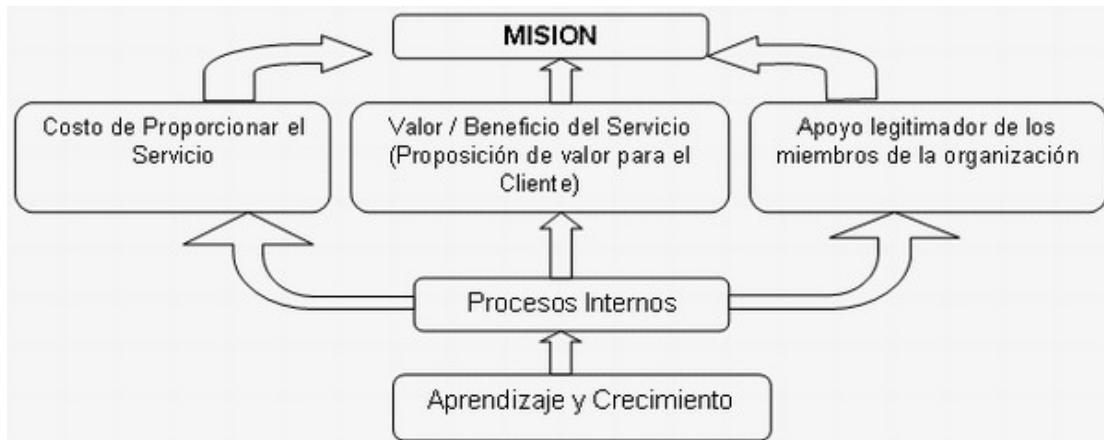 MISION
Costo de Proporcionar el
Servicio
Valor / Beneficio del Servicio
(Proposición de valor para el
Cliente)
Apoyo legitimador de los
miembros de la organización
Procesos Internos
Aprendizaje y Crecimiento